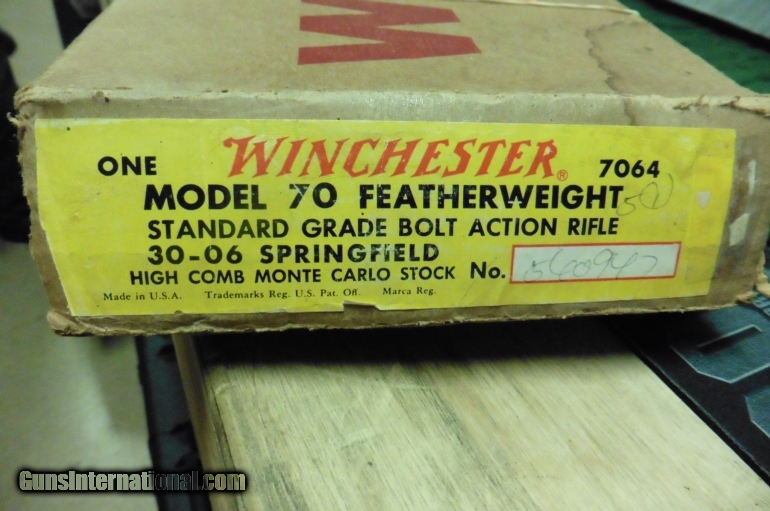 W
ONE WINCHESTER® 7064
MODEL 70 FEATHERWEIGHT
STANDARD GRADE BOLT ACTION RIFLE
30-06 SPRINGFIELD
HIGH COMB MONTE CARLO STOCK No. 560947
Made in U.S.A. Trademarks Reg. U.S. Pat. Off. Marca Reg.
GunsInternational.com